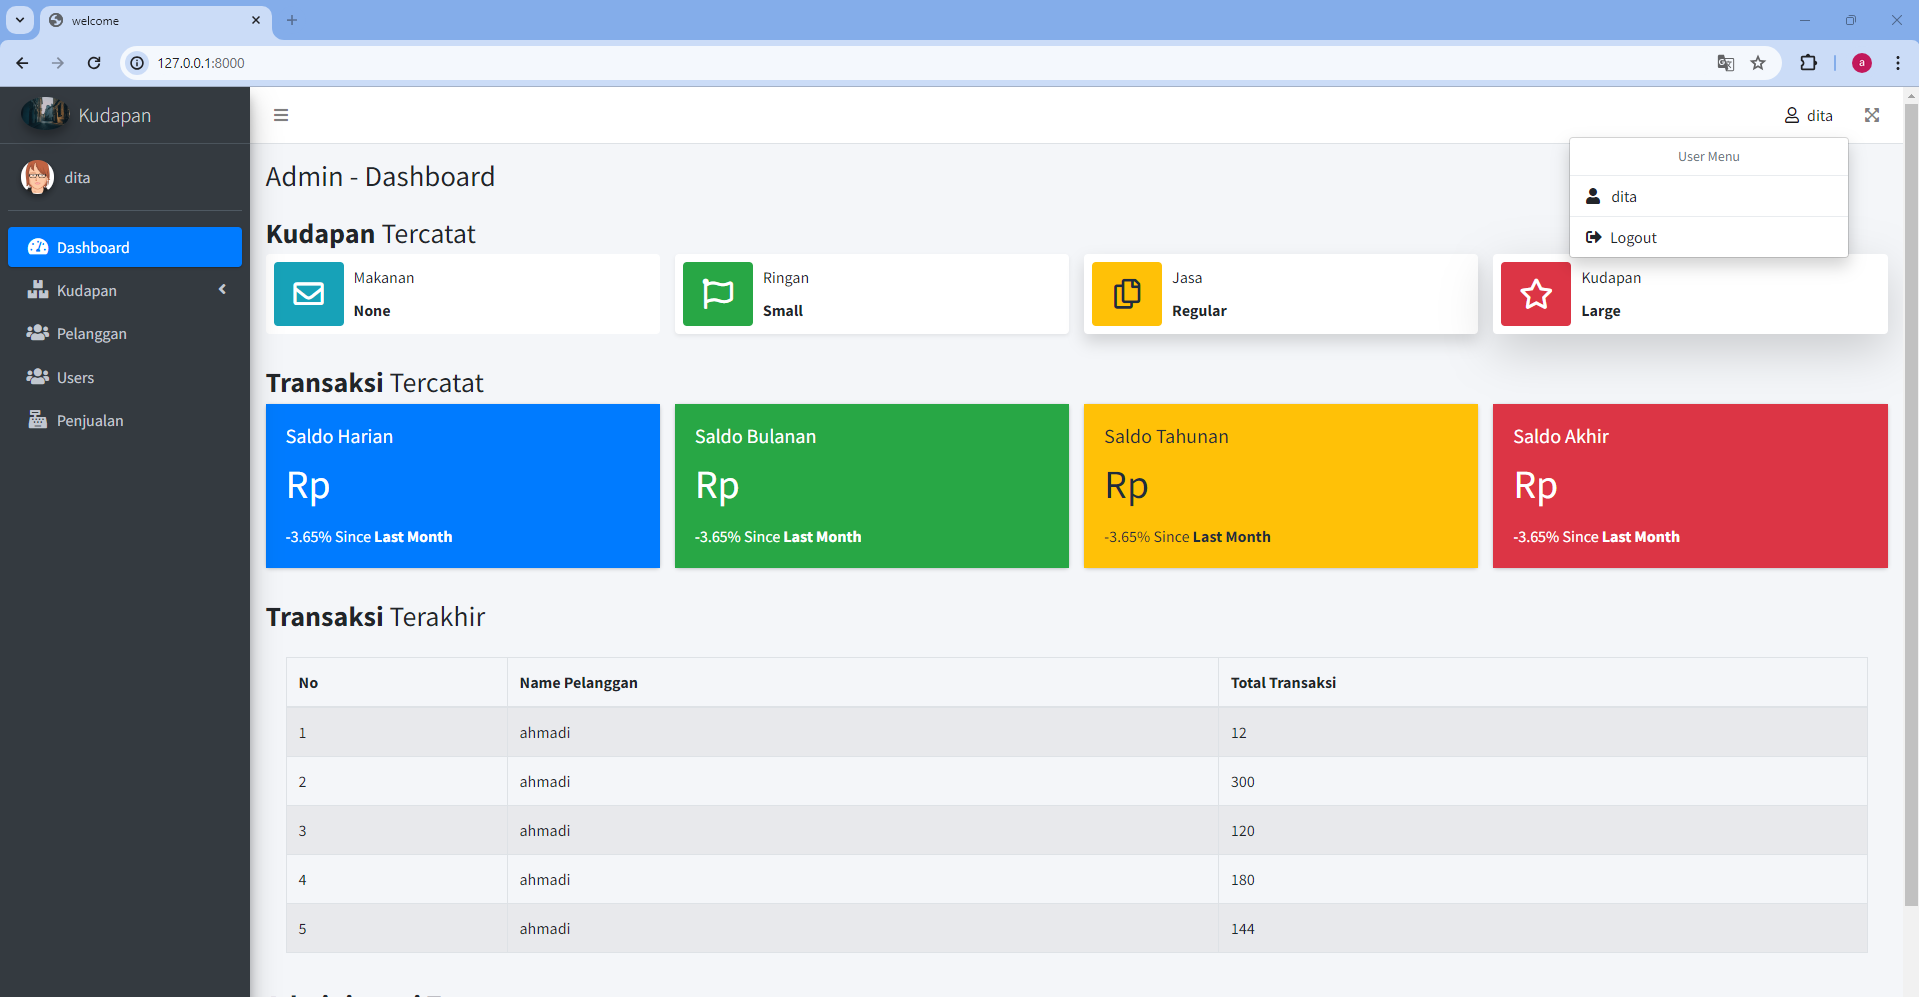 welcome
127.0.0.1:8000
a
Kudapan
dita
dita
User Menu
dita
Logout
Dashboard
Kudapan
Pelanggan
Users
Penjualan
Admin - Dashboard
Kudapan Tercatat
Makanan
None
Ringan
Small
Jasa
Regular
Kudapan
Large
Transaksi Tercatat
Saldo Harian
Rp
-3.65% Since Last Month
Saldo Bulanan
Rp
-3.65% Since Last Month
Saldo Tahunan
Rp
-3.65% Since Last Month
Saldo Akhir
Rp
-3.65% Since Last Month
Transaksi Terakhir
No Name Pelanggan Total Transaksi
1 ahmadi 12
2 ahmadi 300
3 ahmadi 120
4 ahmadi 180
5 ahmadi 144